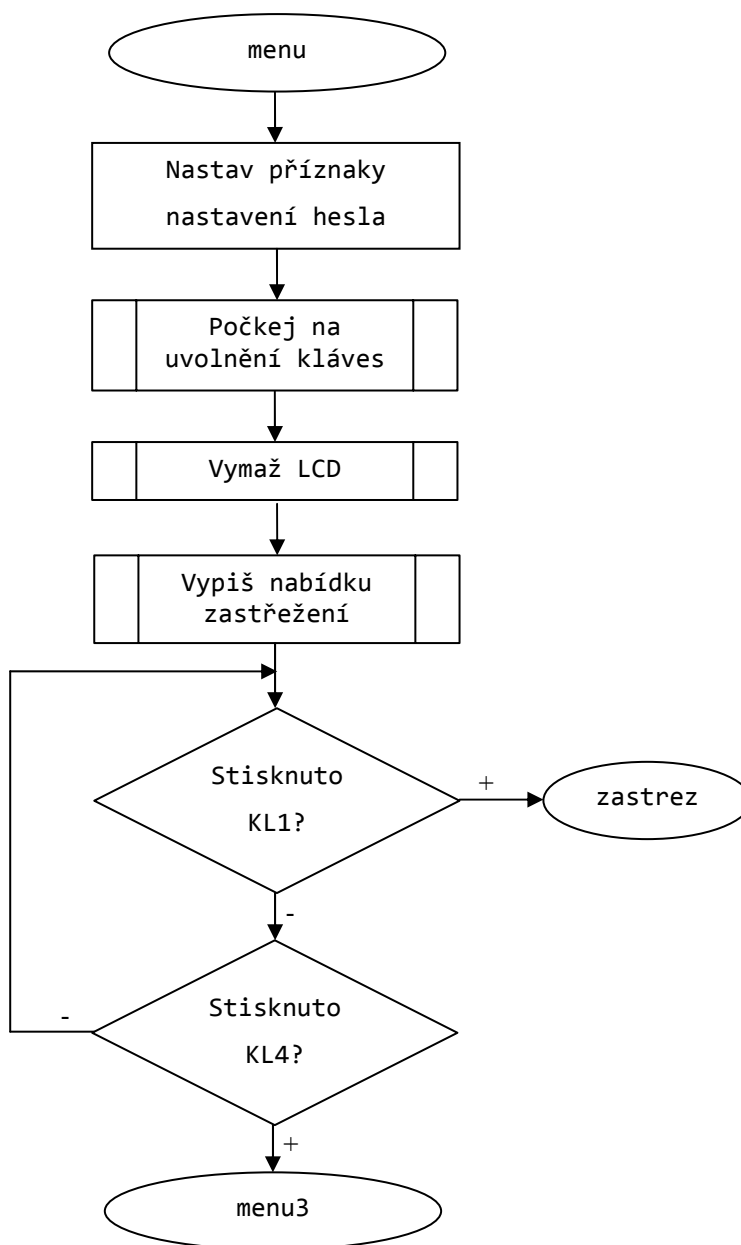 menu
Nastav příznaky
nastavení hesla
Počkej na
uvolnění kláves
Vymaž LCD
Vypiš nabídku
zastřežení
Stisknuto
KL1?
+
zastrez
-
Stisknuto
KL4?
-
+
menu3